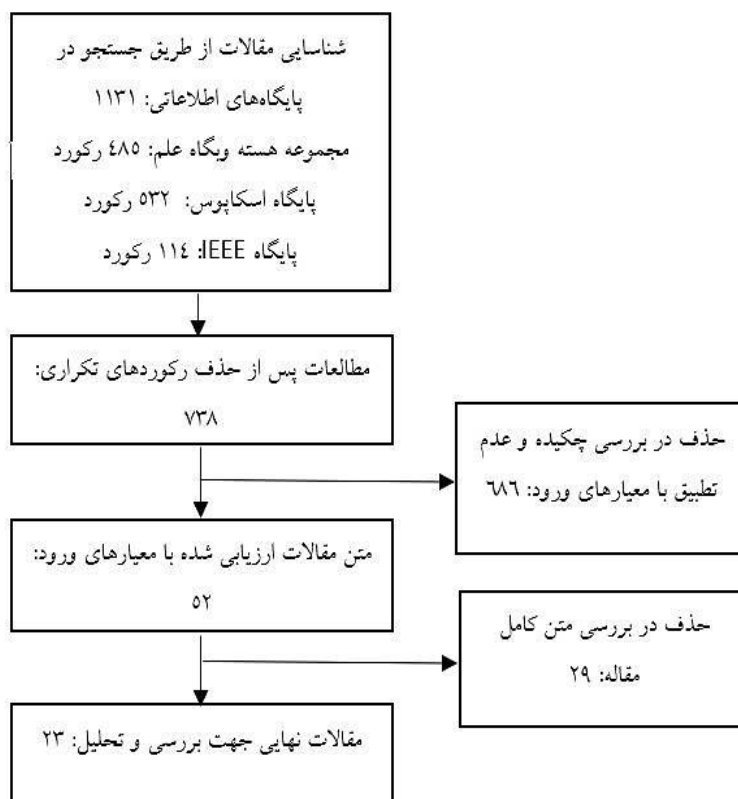 شناسایی مقالات از طریق جستجو در
پایگاه‌های اطلاعاتی: ۱۱۳۱
مجموعه هسته وبگاه علم: ٤٨٥ رکورد
پایگاه اسکاپوس: ٥٣٢ رکورد
پایگاه IEEE: ١١٤ رکورد
مطالعات پس از حذف رکوردهای تکراری:
٧٣٨
حذف در بررسی چکیده و عدم
تطبیق با معیارهای ورود: ٦٨٦
متن مقالات ارزیابی شده با معیارهای ورود:
٥٢
حذف در بررسی متن کامل
مقاله: ٢٩
مقالات نهایی جهت بررسی و تحلیل: ٢٣